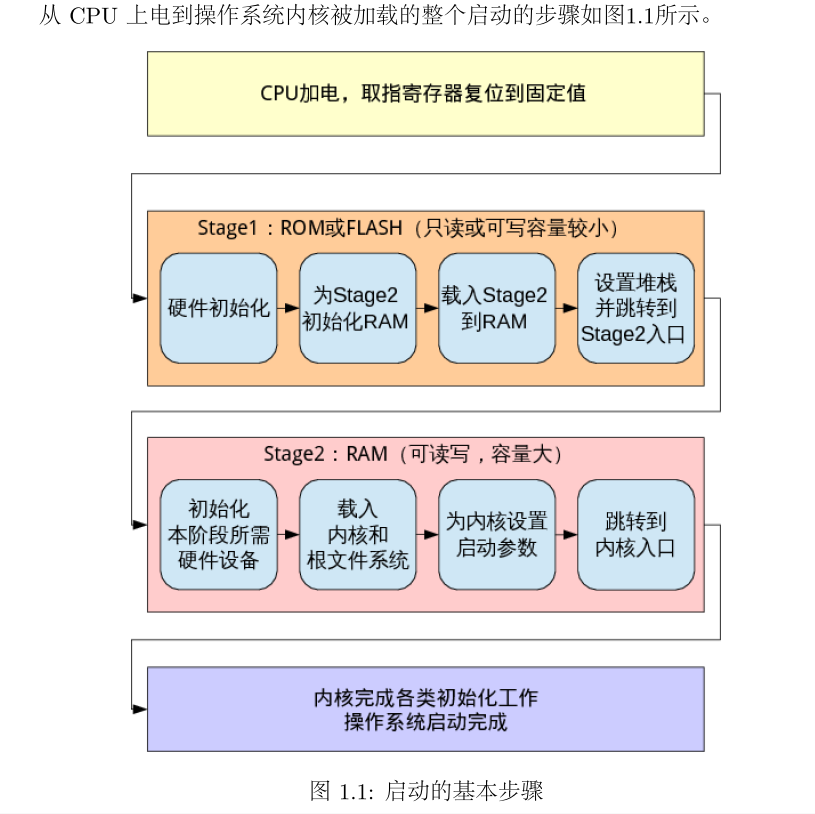 从 CPU 上电到操作系统内核被加载的整个启动的步骤如图1.1所示。
CPU加电，取指寄存器复位到固定值
Stage1：ROM或FLASH（只读或可写容量较小）
硬件初始化
为Stage2
初始化RAM
载入Stage2
到RAM
设置堆栈
并跳转到
Stage2入口
Stage2：RAM（可读写，容量大）
初始化
本阶段所需
硬件设备
载入
内核和
根文件系统
为内核设置
启动参数
跳转到
内核入口
内核完成各类初始化工作
操作系统启动完成
图 1.1: 启动的基本步骤